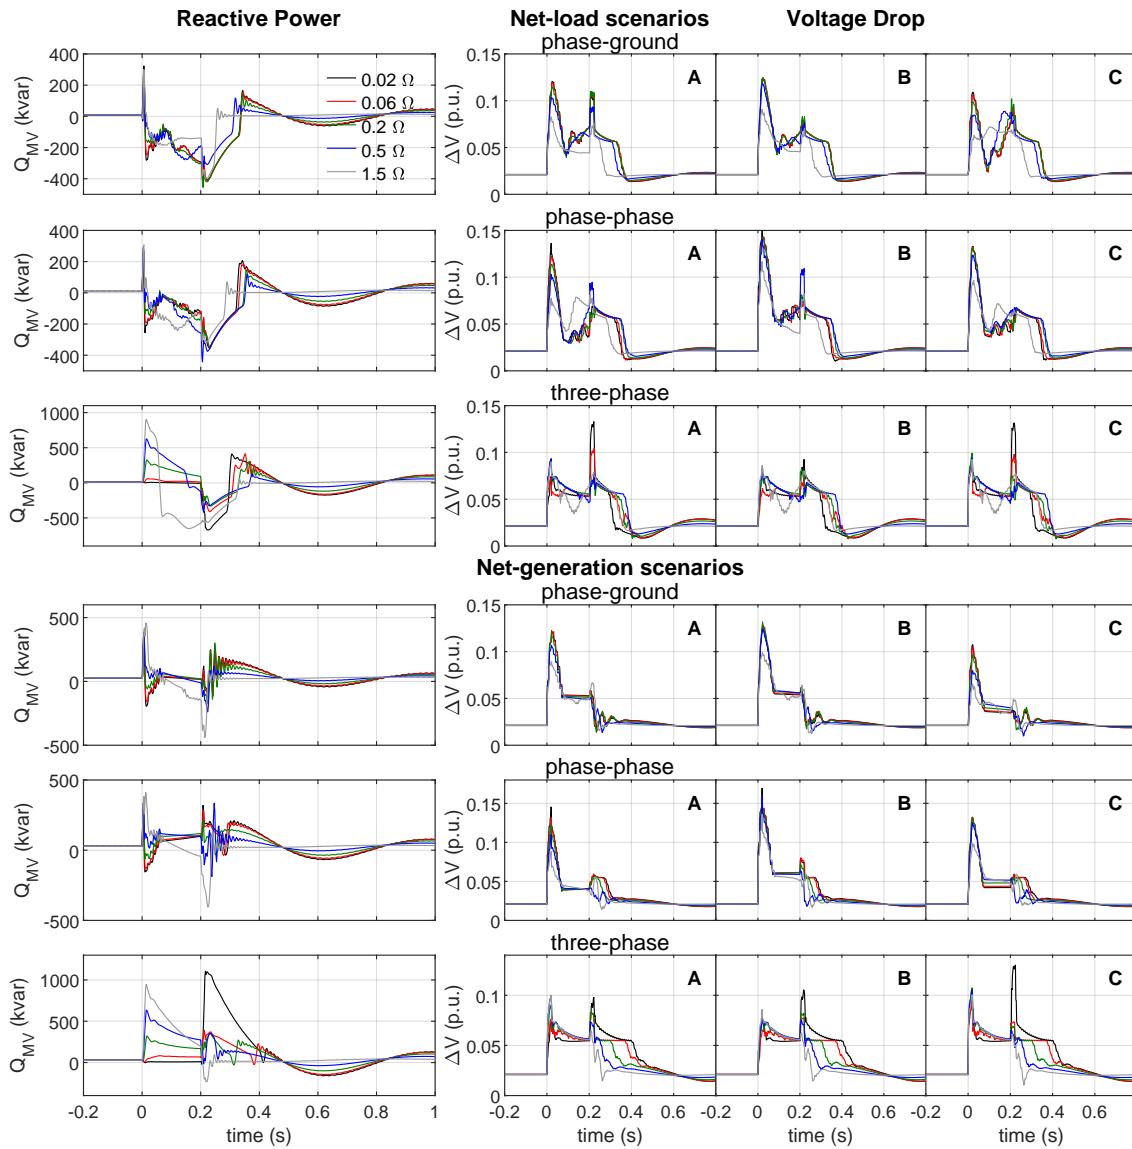 Reactive Power
Net-load scenarios
Voltage Drop
phase-ground
400
200
0
-200
-400
Q_MV (kvar)
0.02 Ω
0.06 Ω
0.2 Ω
0.5 Ω
1.5 Ω
0.15
0.1
0.05
0
ΔV (p.u.)
A
B
C
phase-phase
400
200
0
-200
-400
Q_MV (kvar)
0.15
0.1
0.05
0
ΔV (p.u.)
A
B
C
three-phase
1000
500
0
-500
Q_MV (kvar)
0.15
0.1
0.05
0
ΔV (p.u.)
A
B
C
Net-generation scenarios
phase-ground
500
0
-500
Q_MV (kvar)
0.15
0.1
0.05
0
ΔV (p.u.)
A
B
C
phase-phase
500
0
-500
Q_MV (kvar)
0.15
0.1
0.05
0
ΔV (p.u.)
A
B
C
three-phase
1000
500
0
Q_MV (kvar)
0.1
0.05
0
ΔV (p.u.)
A
B
C
-0.2 0 0.2 0.4 0.6 0.8 1
-0.2 0 0.2 0.4 0.6 -0.2 0 0.2 0.4 0.6 -0.2 0 0.2 0.4 0.6
time (s)
time (s)
time (s)
time (s)